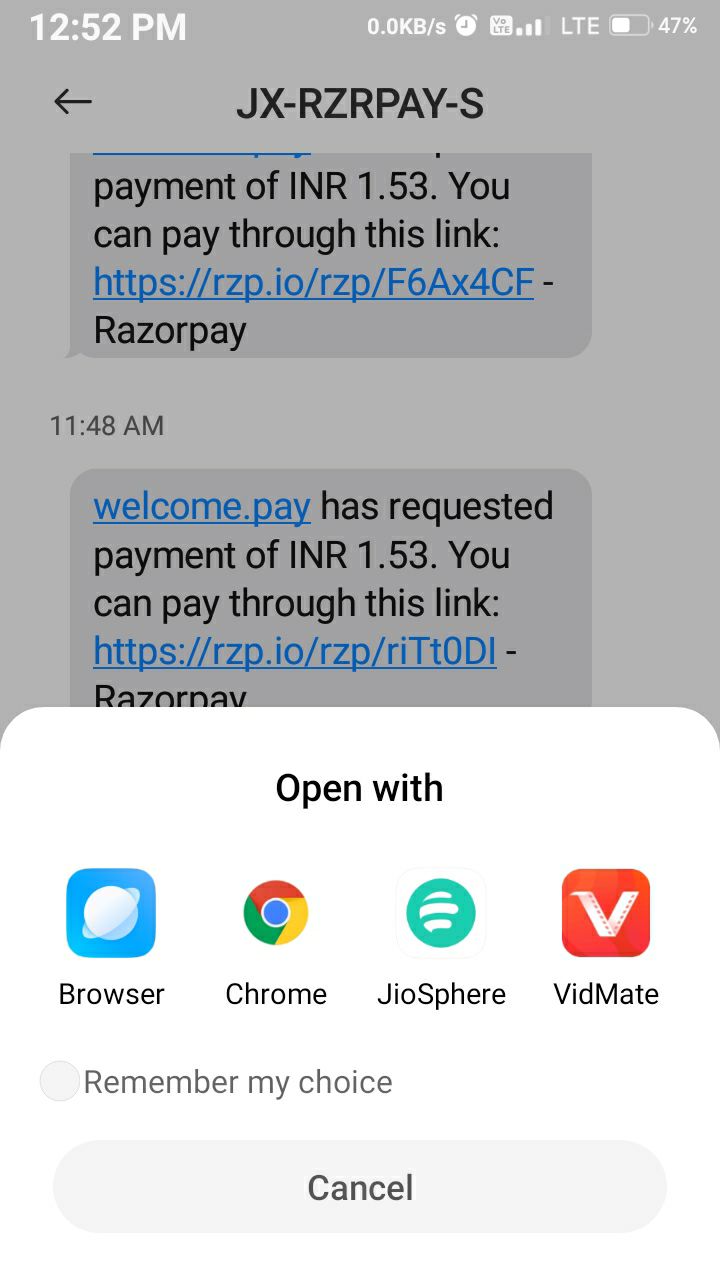 12:52 PM
0.0KB/s Vo LTE LTE 47%
JX-RZRPAY-S
payment of INR 1.53. You
can pay through this link:
https://rzp.io/rzp/F6Ax4CF -
Razorpay
11:48 AM
welcome.pay has requested
payment of INR 1.53. You
can pay through this link:
https://rzp.io/rzp/riTt0DI -
Razorpay
Open with
Browser Chrome JioSphere VidMate
Remember my choice
Cancel